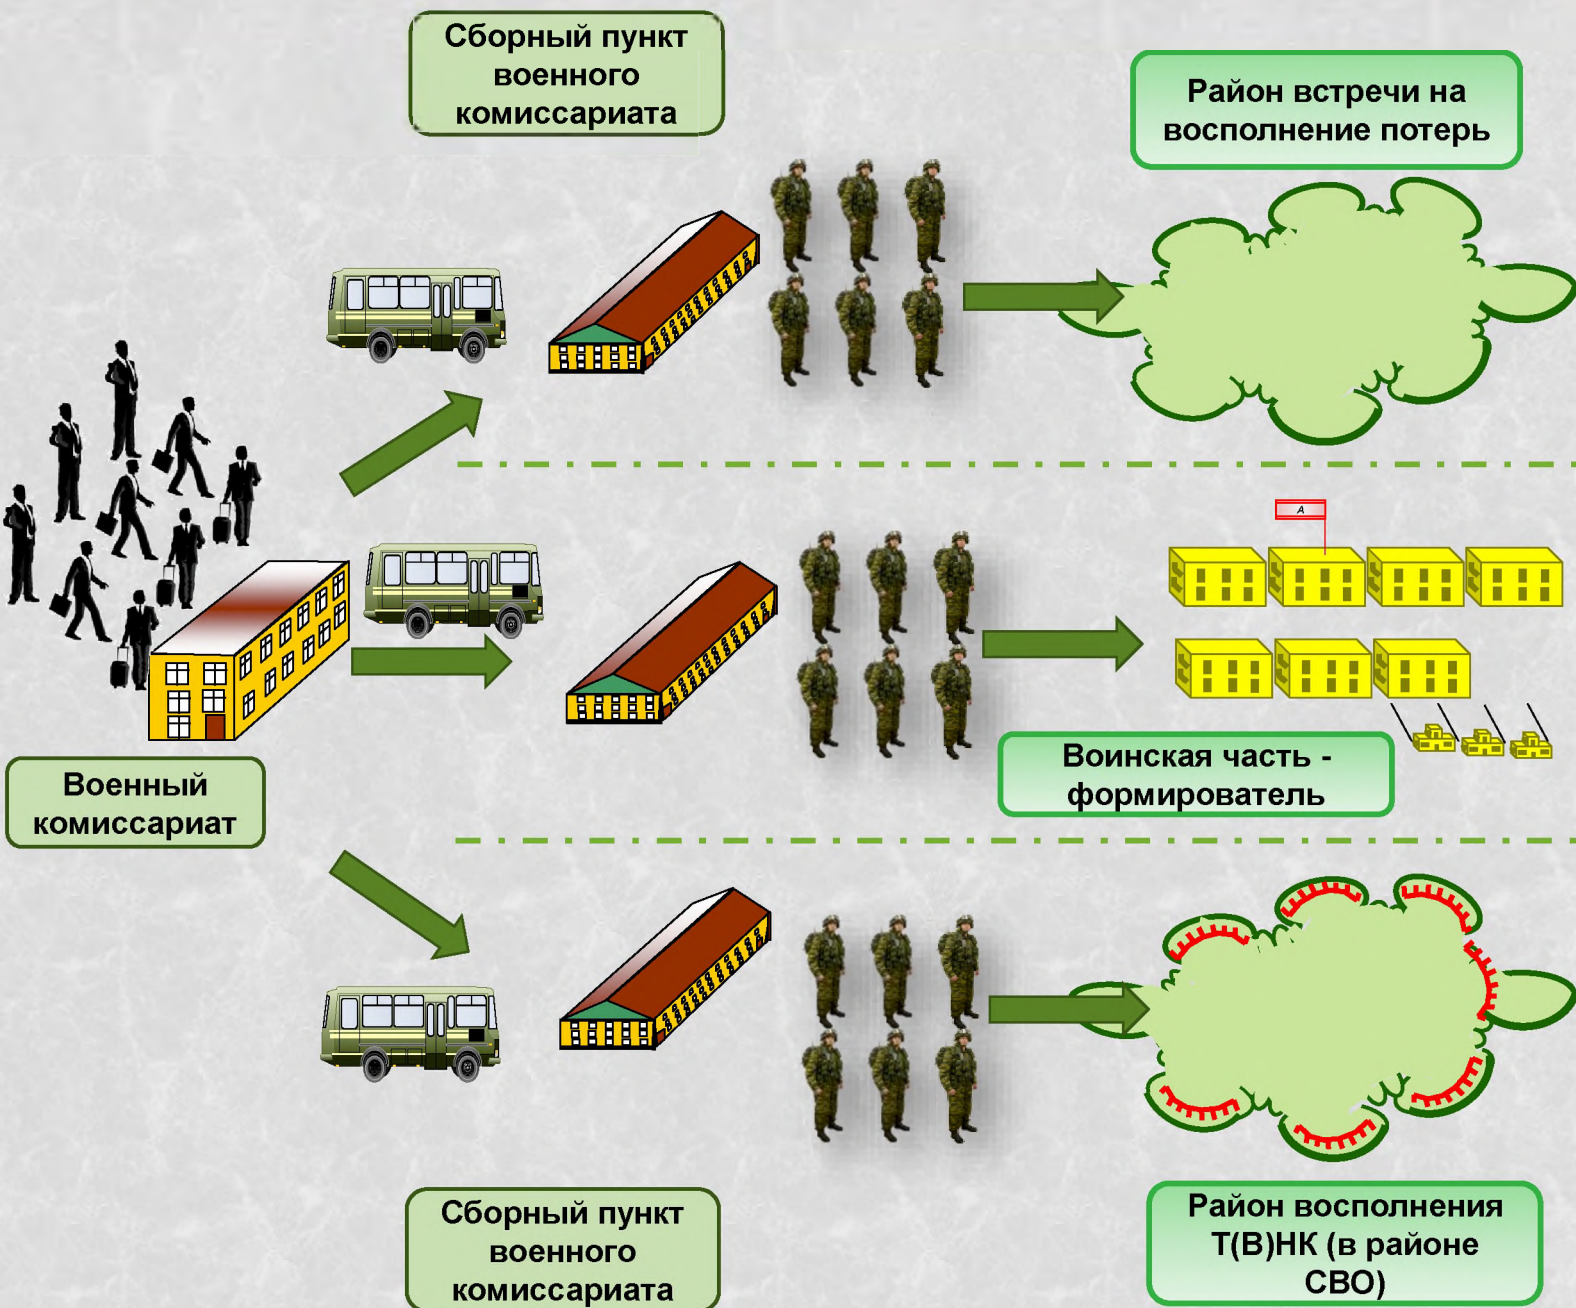 Сборный пункт
военного
комиссариата
Район встречи на
восполнение потерь
А
Военный
комиссариат
Воинская часть -
формирователь
Сборный пункт
военного
комиссариата
Район восполнения
Т(В)НК (в районе
СВО)